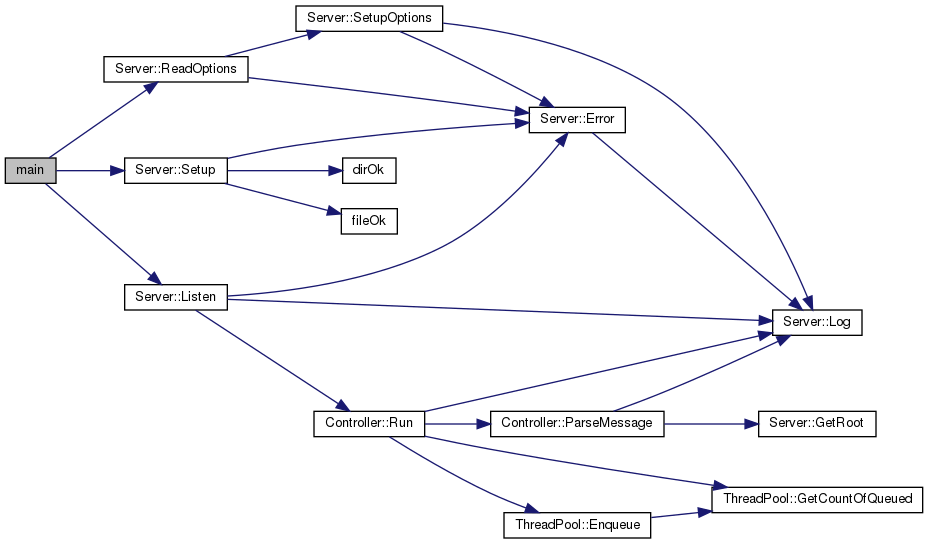 Server::SetupOptions
Server::ReadOptions
Server::Error
main
Server::Setup
dirOk
fileOk
Server::Listen
Server::Log
Controller::Run
Controller::ParseMessage
Server::GetRoot
ThreadPool::GetCountOfQueued
ThreadPool::Enqueue